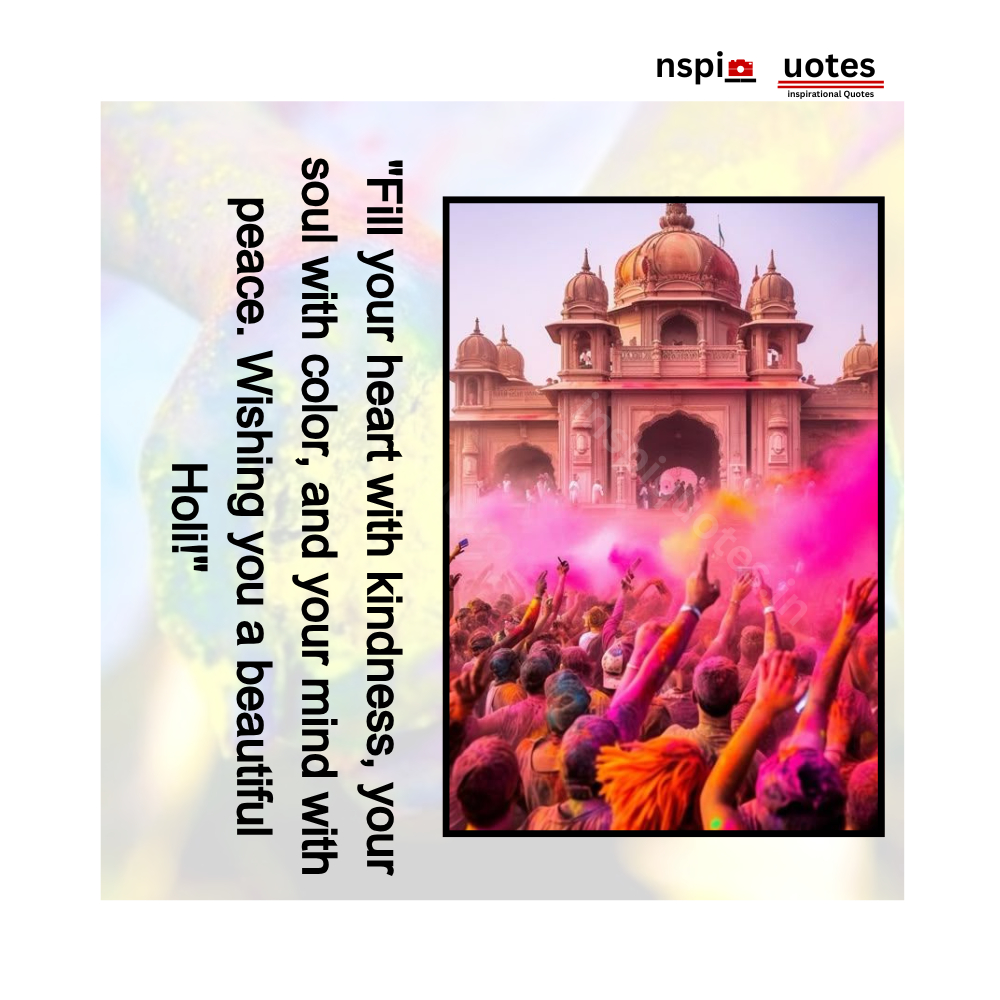 nspi uotes
inspirational Quotes
"Fill your heart with kindness, your
soul with color, and your mind with
peace. Wishing you a beautiful
Holi!"